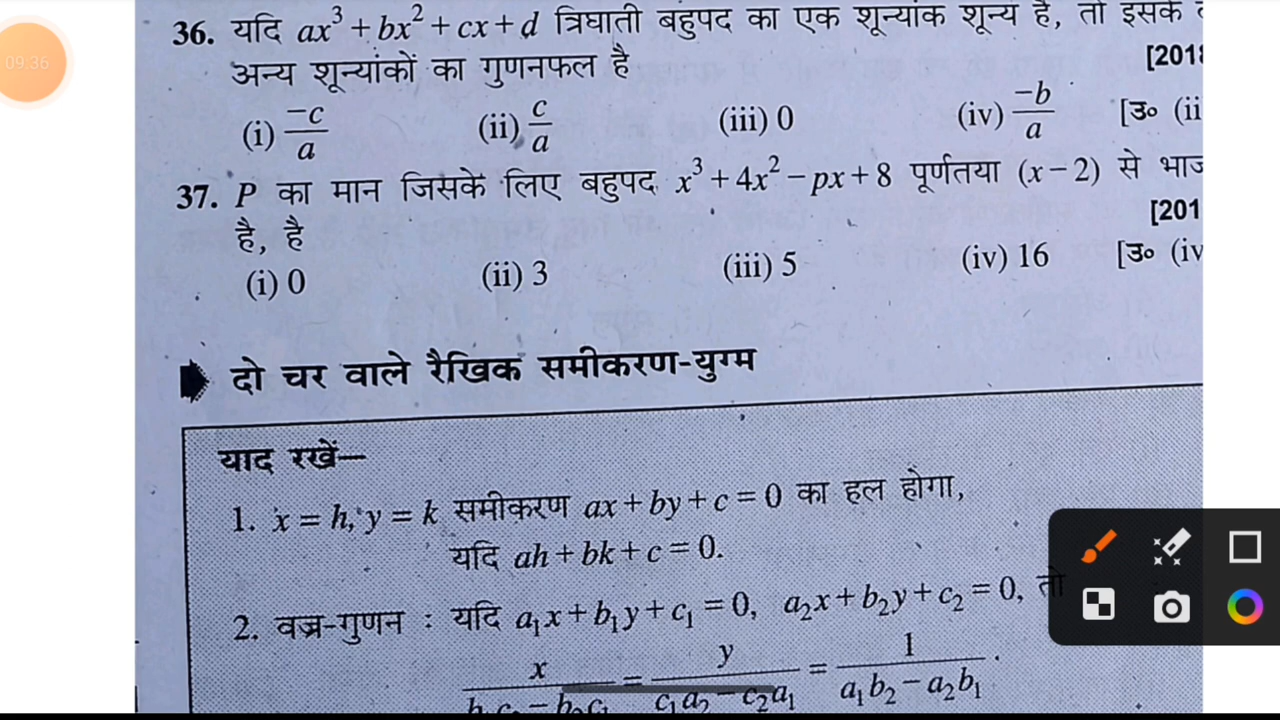 09:36
36. यदि ax³ + bx² + cx + d त्रिघाती बहुपद का एक शून्यांक शून्य है, तो इसके
अन्य शून्यांकों का गुणनफल है [2018
(i) −c/a (ii) c/a (iii) 0 (iv) −b/a [उ० (ii
37. P का मान जिसके लिए बहुपद x³ + 4x² − px + 8 पूर्णतया (x − 2) से भाज
है, है [201
(i) 0 (ii) 3 (iii) 5 (iv) 16 [उ० (iv
दो चर वाले रैखिक समीकरण-युग्म
याद रखें—
1. x = h, y = k समीकरण ax + by + c = 0 का हल होगा,
यदि ah + bk + c = 0.
2. वज्र-गुणन : यदि a₁x + b₁y + c₁ = 0, a₂x + b₂y + c₂ = 0, तो
x/(b₁c₂ − b₂c₁) = y/(c₁a₂ − c₂a₁) = 1/(a₁b₂ − a₂b₁).